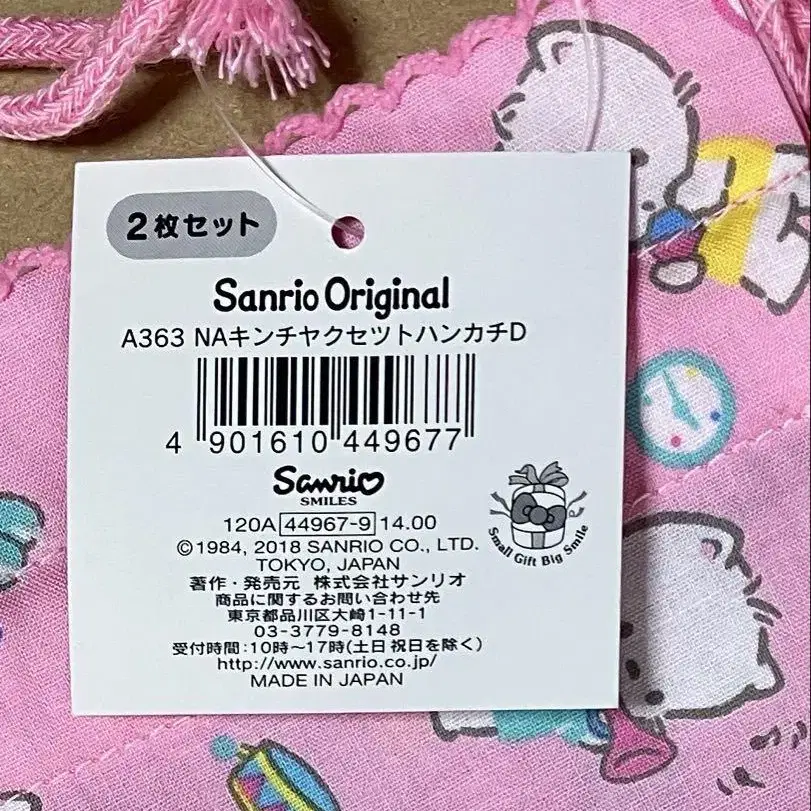 2枚セット
Sanrio Original
A363 NAキンチヤクセツトハンカチD
4 901610 449677
Sanrio
SMILES
Small Gift Big Smile
120A 44967-9 14.00
©1984, 2018 SANRIO CO., LTD.
TOKYO, JAPAN
著作・発売元 株式会社サンリオ
商品に関するお問い合わせ先
東京都品川区大崎1-11-1
03-3779-8148
受付時間:10時～17時(土日祝日を除く)
http://www.sanrio.co.jp/
MADE IN JAPAN